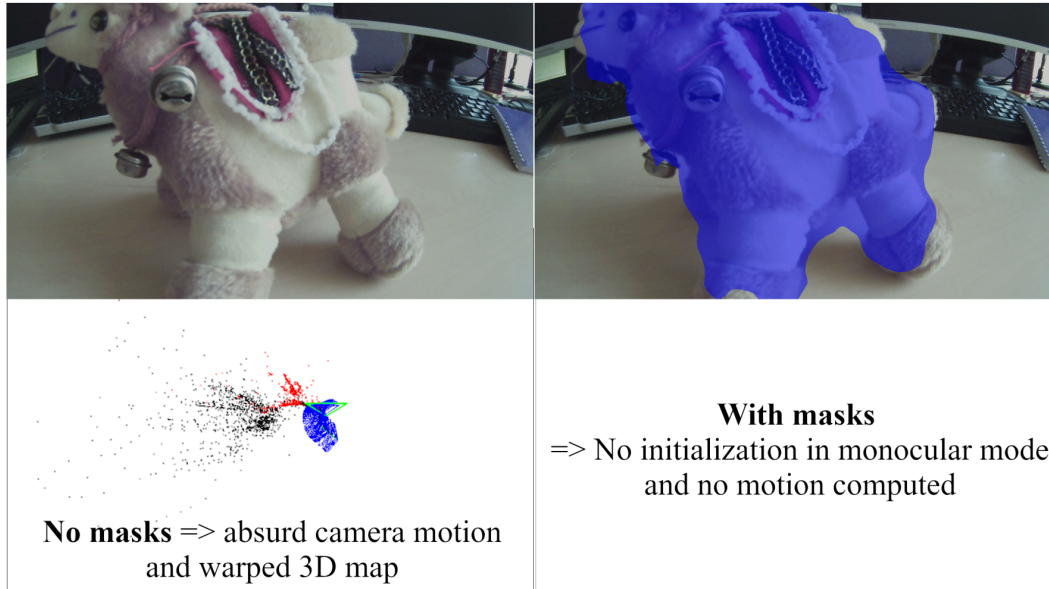 No masks => absurd camera motion
and warped 3D map
With masks
=> No initialization in monocular mode
and no motion computed